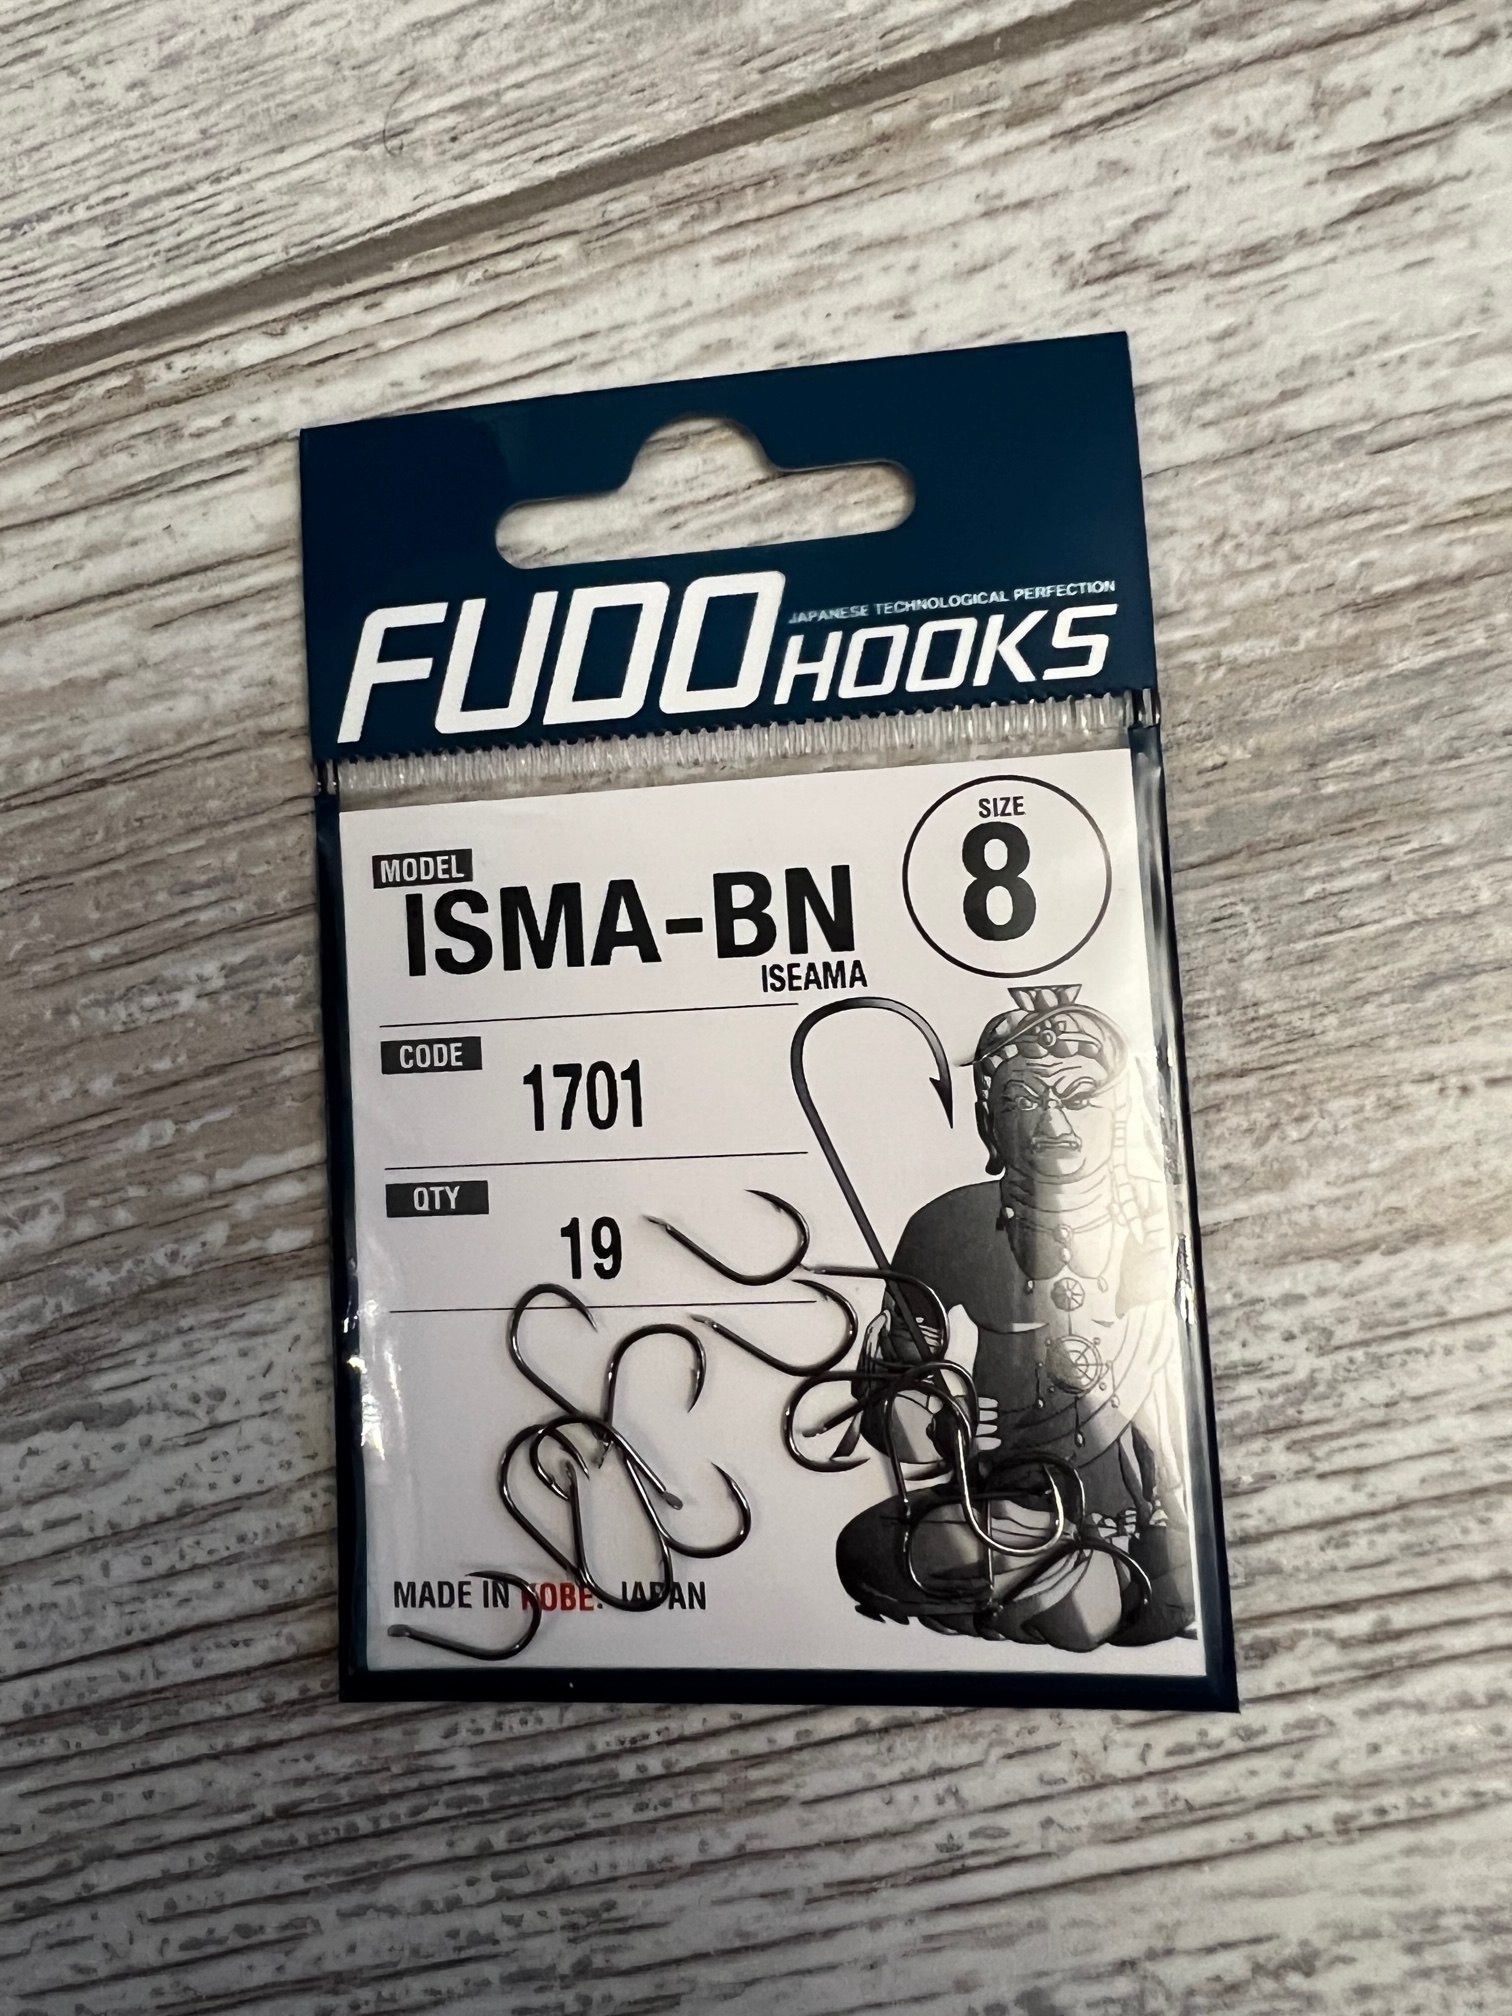 FUDO
JAPANESE TECHNOLOGICAL PERFECTION
HOOKS
MODEL
ISMA-BN
ISEAMA
SIZE
8
CODE
1701
QTY
19
MADE IN KOBE. JAPAN